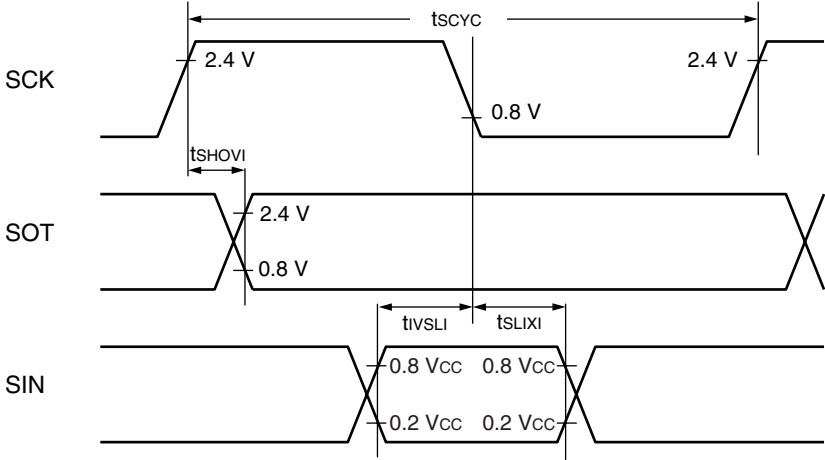 tSCYC
SCK
2.4 V
2.4 V
0.8 V
tSHOVI
SOT
2.4 V
0.8 V
tIVSLI
tSLIXI
SIN
0.8 VCC
0.8 VCC
0.2 VCC
0.2 VCC